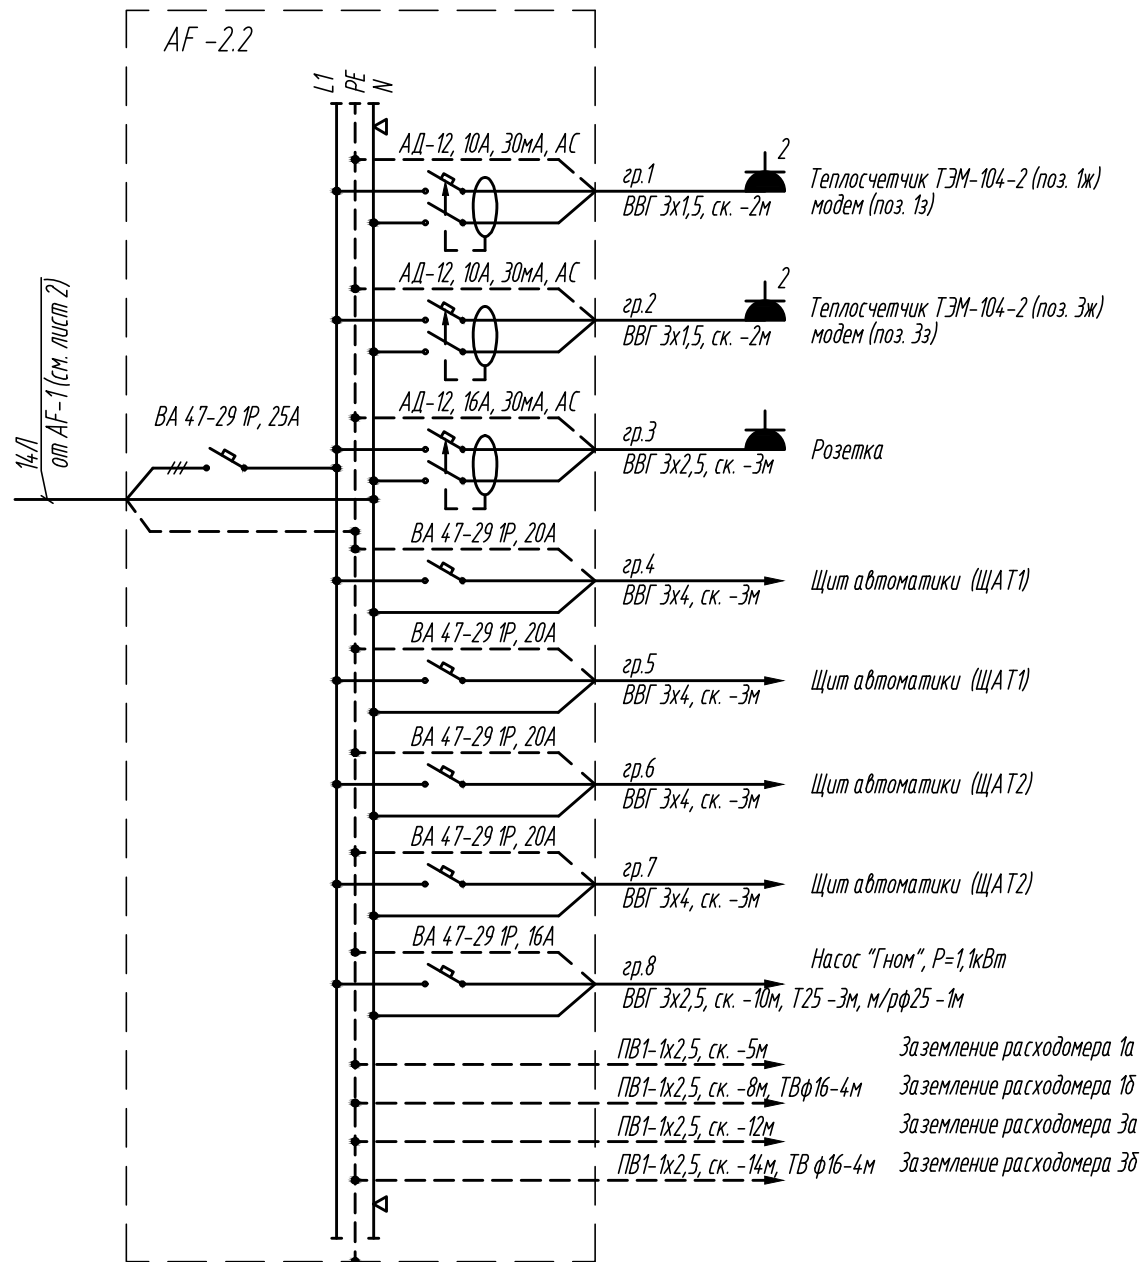 AF -2.2
L1
PE
N
АД-12, 10А, 30мА, АС
гр.1
ВВГ 3х1,5, ск. -2м
2
Теплосчетчик ТЭМ-104-2 (поз. 1ж)
модем (поз. 1з)
АД-12, 10А, 30мА, АС
гр.2
ВВГ 3х1,5, ск. -2м
2
Теплосчетчик ТЭМ-104-2 (поз. 3ж)
модем (поз. 3з)
14Л
от AF-1 (см. лист 2)
ВА 47-29 1Р, 25А
АД-12, 16А, 30мА, АС
гр.3
ВВГ 3х2,5, ск. -3м
Розетка
ВА 47-29 1Р, 20А
гр.4
ВВГ 3х4, ск. -3м
Щит автоматики (ЩАТ1)
ВА 47-29 1Р, 20А
гр.5
ВВГ 3х4, ск. -3м
Щит автоматики (ЩАТ1)
ВА 47-29 1Р, 20А
гр.6
ВВГ 3х4, ск. -3м
Щит автоматики (ЩАТ2)
ВА 47-29 1Р, 20А
гр.7
ВВГ 3х4, ск. -3м
Щит автоматики (ЩАТ2)
ВА 47-29 1Р, 16А
гр.8
ВВГ 3х2,5, ск. -10м, Т25 -3м, м/рф25 -1м
Насос "Гном", Р=1,1кВт
ПВ1-1х2,5, ск. -5м
Заземление расходомера 1а
ПВ1-1х2,5, ск. -8м, ТВф16-4м
Заземление расходомера 1б
ПВ1-1х2,5, ск. -12м
Заземление расходомера 3а
ПВ1-1х2,5, ск. -14м, ТВ ф16-4м
Заземление расходомера 3б